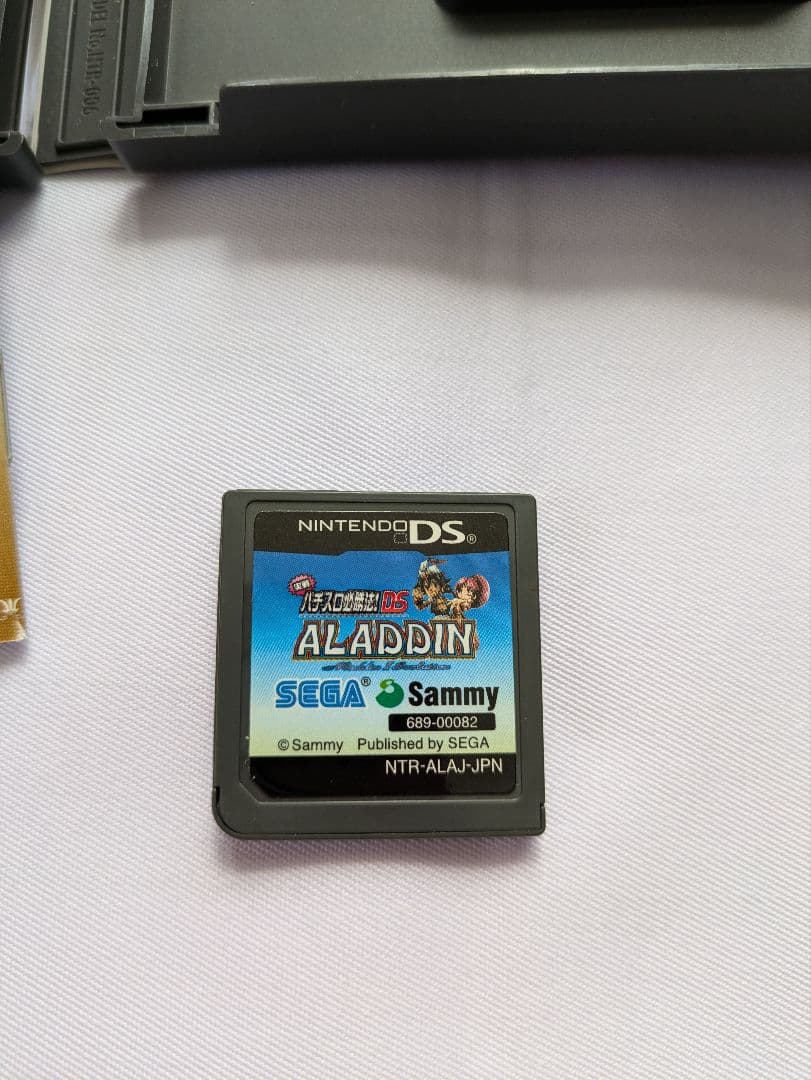 NINTENDO DS®
実戦
パチスロ必勝法! DS
ALADDIN
SEGA® Sammy
689-00082
©Sammy Published by SEGA
NTR-ALAJ-JPN